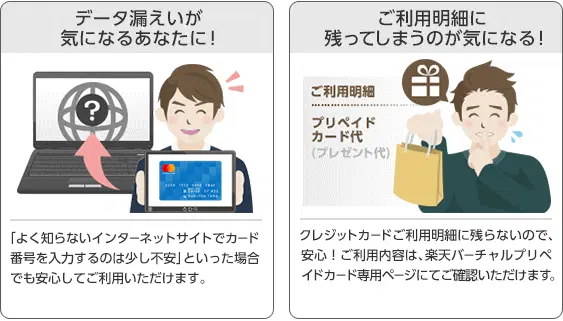 データ漏えいが
気になるあなたに！
?
「よく知らないインターネットサイトでカード
番号を入力するのは少し不安」といった場合
でも安心してご利用いただけます。
ご利用明細に
残ってしまうのが気になる！
ご利用明細
プリペイド
カード代
（プレゼント代）
クレジットカードご利用明細に残らないので、
安心！ご利用内容は、楽天バーチャルプリペ
イドカード専用ページにてご確認いただけます。